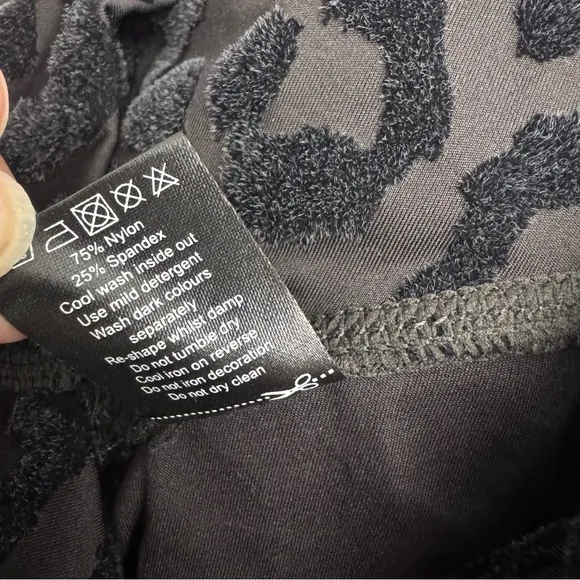 75% Nylon
25% Spandex
Cool wash inside out
Use mild detergent
Wash dark colours
separately
Re-shape whilst damp
Do not tumble dry
Cool iron on reverse
Do not iron decoration
Do not dry clean